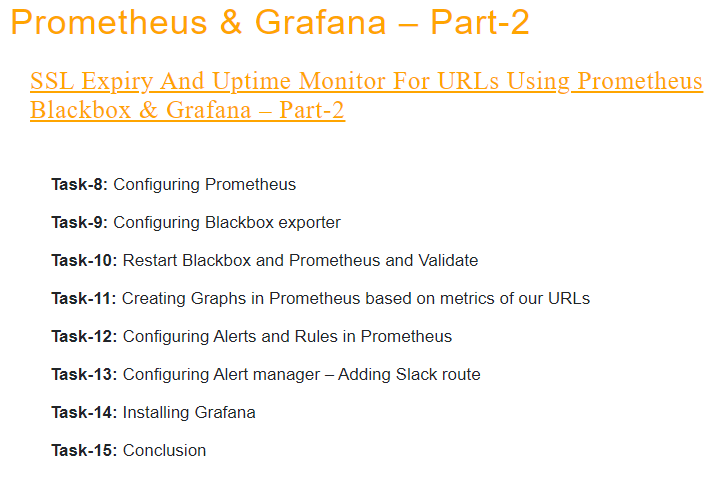 Prometheus & Grafana – Part-2
SSL Expiry And Uptime Monitor For URLs Using Prometheus
Blackbox & Grafana – Part-2
Task-8: Configuring Prometheus
Task-9: Configuring Blackbox exporter
Task-10: Restart Blackbox and Prometheus and Validate
Task-11: Creating Graphs in Prometheus based on metrics of our URLs
Task-12: Configuring Alerts and Rules in Prometheus
Task-13: Configuring Alert manager – Adding Slack route
Task-14: Installing Grafana
Task-15: Conclusion